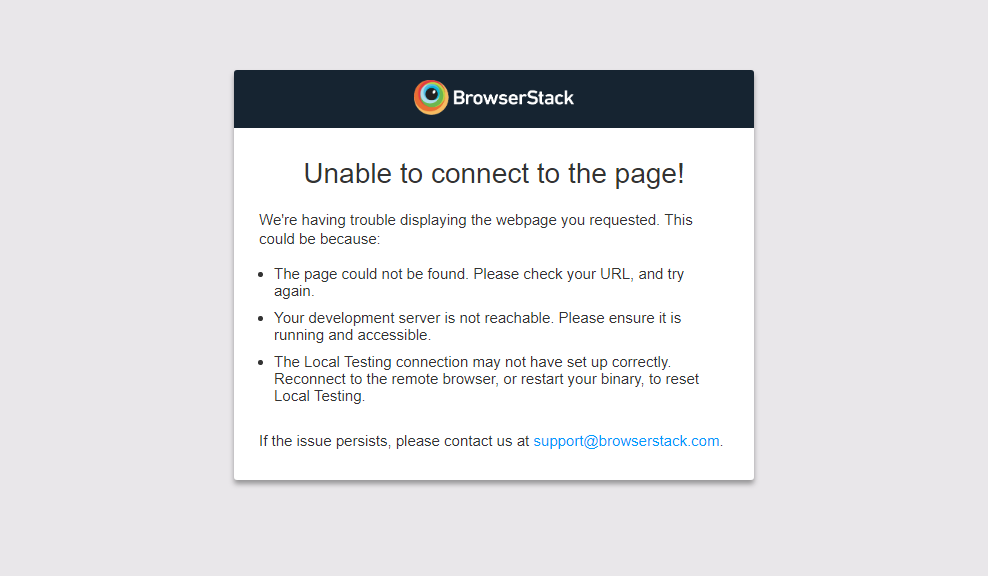 BrowserStack
Unable to connect to the page!
We're having trouble displaying the webpage you requested. This
could be because:
The page could not be found. Please check your URL, and try
again.
Your development server is not reachable. Please ensure it is
running and accessible.
The Local Testing connection may not have set up correctly.
Reconnect to the remote browser, or restart your binary, to reset
Local Testing.
If the issue persists, please contact us at support@browserstack.com.